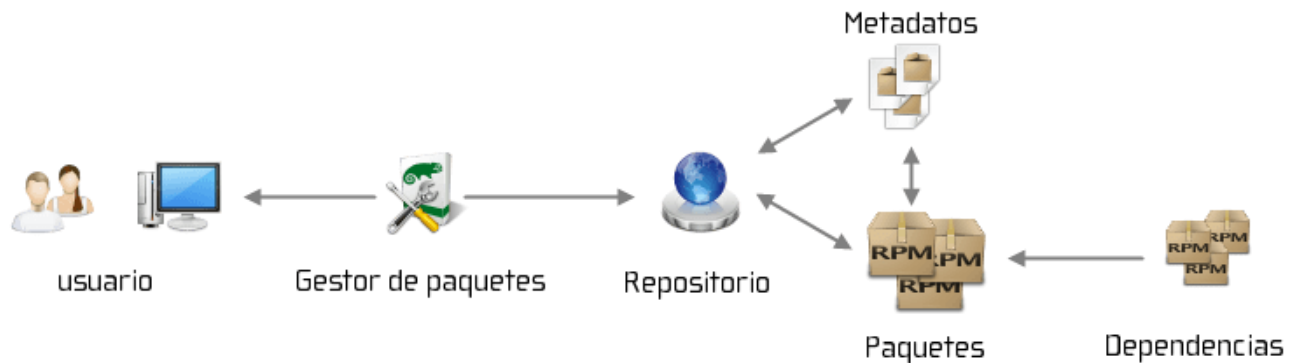 Metadatos
usuario
Gestor de paquetes
Repositorio
RPM
RPM
RPM
Paquetes
RPM
RPM
RPM
Dependencias